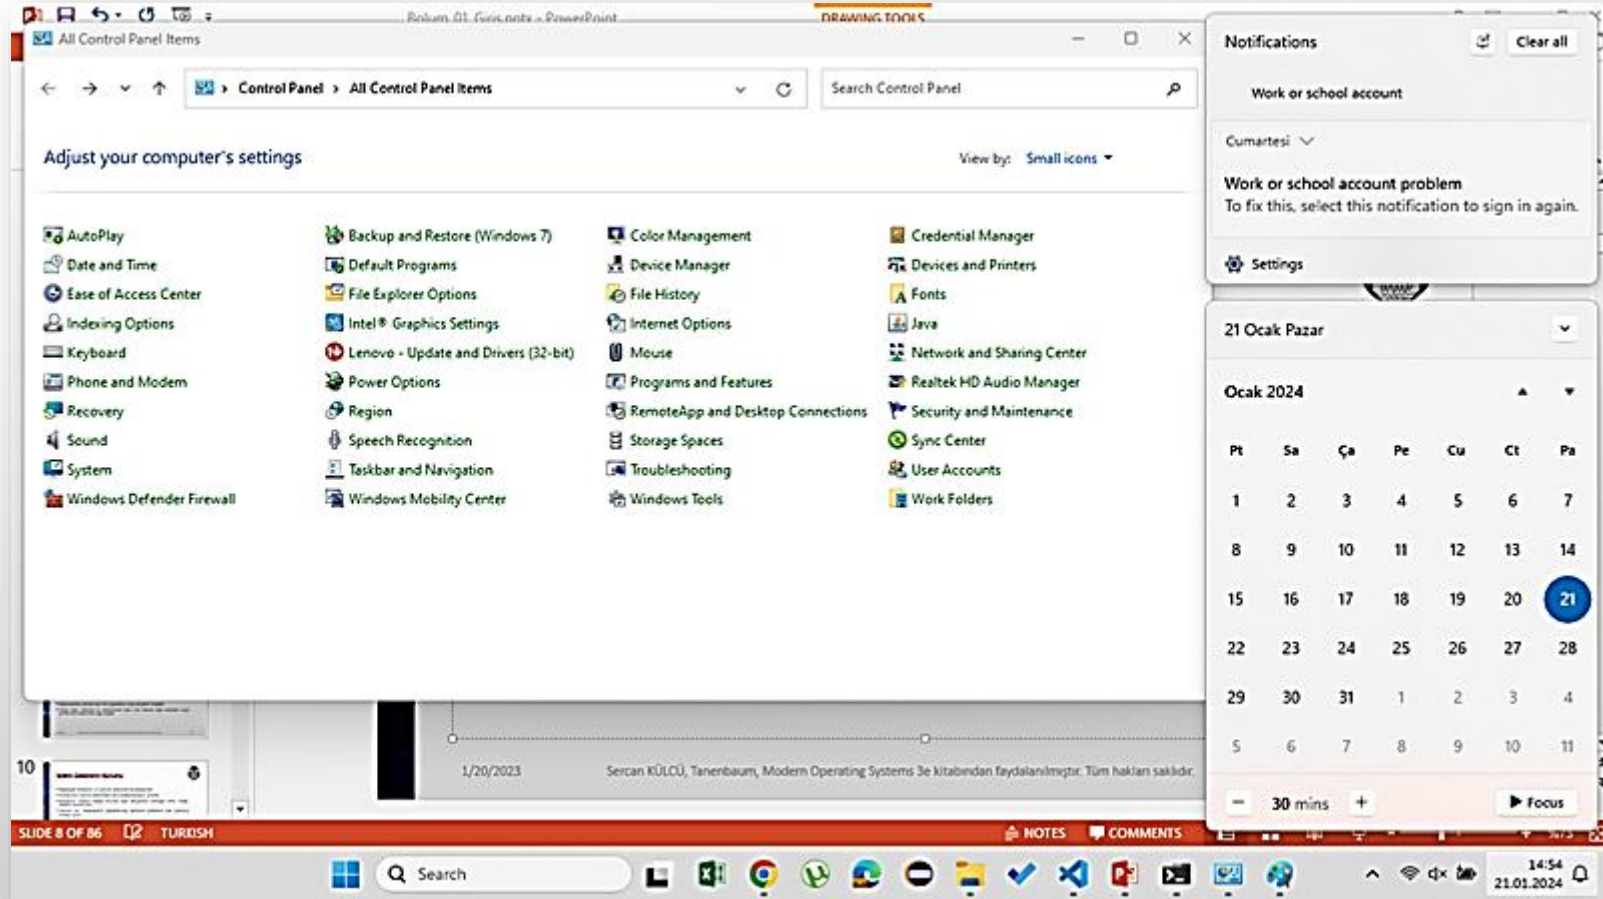 Bolum 01 Giris.pptx - PowerPoint
DRAWING TOOLS
All Control Panel Items
Control Panel > All Control Panel Items
Search Control Panel
Adjust your computer's settings
View by: Small icons
AutoPlay
Backup and Restore (Windows 7)
Color Management
Credential Manager
Date and Time
Default Programs
Device Manager
Devices and Printers
Ease of Access Center
File Explorer Options
File History
Fonts
Indexing Options
Intel® Graphics Settings
Internet Options
Java
Keyboard
Lenovo - Update and Drivers (32-bit)
Mouse
Network and Sharing Center
Phone and Modem
Power Options
Programs and Features
Realtek HD Audio Manager
Recovery
Region
RemoteApp and Desktop Connections
Security and Maintenance
Sound
Speech Recognition
Storage Spaces
Sync Center
System
Taskbar and Navigation
Troubleshooting
User Accounts
Windows Defender Firewall
Windows Mobility Center
Windows Tools
Work Folders
Notifications
Clear all
Work or school account
Cumartesi
Work or school account problem
To fix this, select this notification to sign in again.
Settings
21 Ocak Pazar
Ocak 2024
Pt Sa Ça Pe Cu Ct Pa
1 2 3 4 5 6 7
8 9 10 11 12 13 14
15 16 17 18 19 20 21
22 23 24 25 26 27 28
29 30 31 1 2 3 4
5 6 7 8 9 10 11
30 mins
Focus
10
1/20/2023
Sercan KÜLCÜ, Tanenbaum, Modern Operating Systems 3e kitabından faydalanılmıştır. Tüm hakları saklıdır.
SLIDE 8 OF 86
TURKISH
NOTES
COMMENTS
Search
14:54
21.01.2024